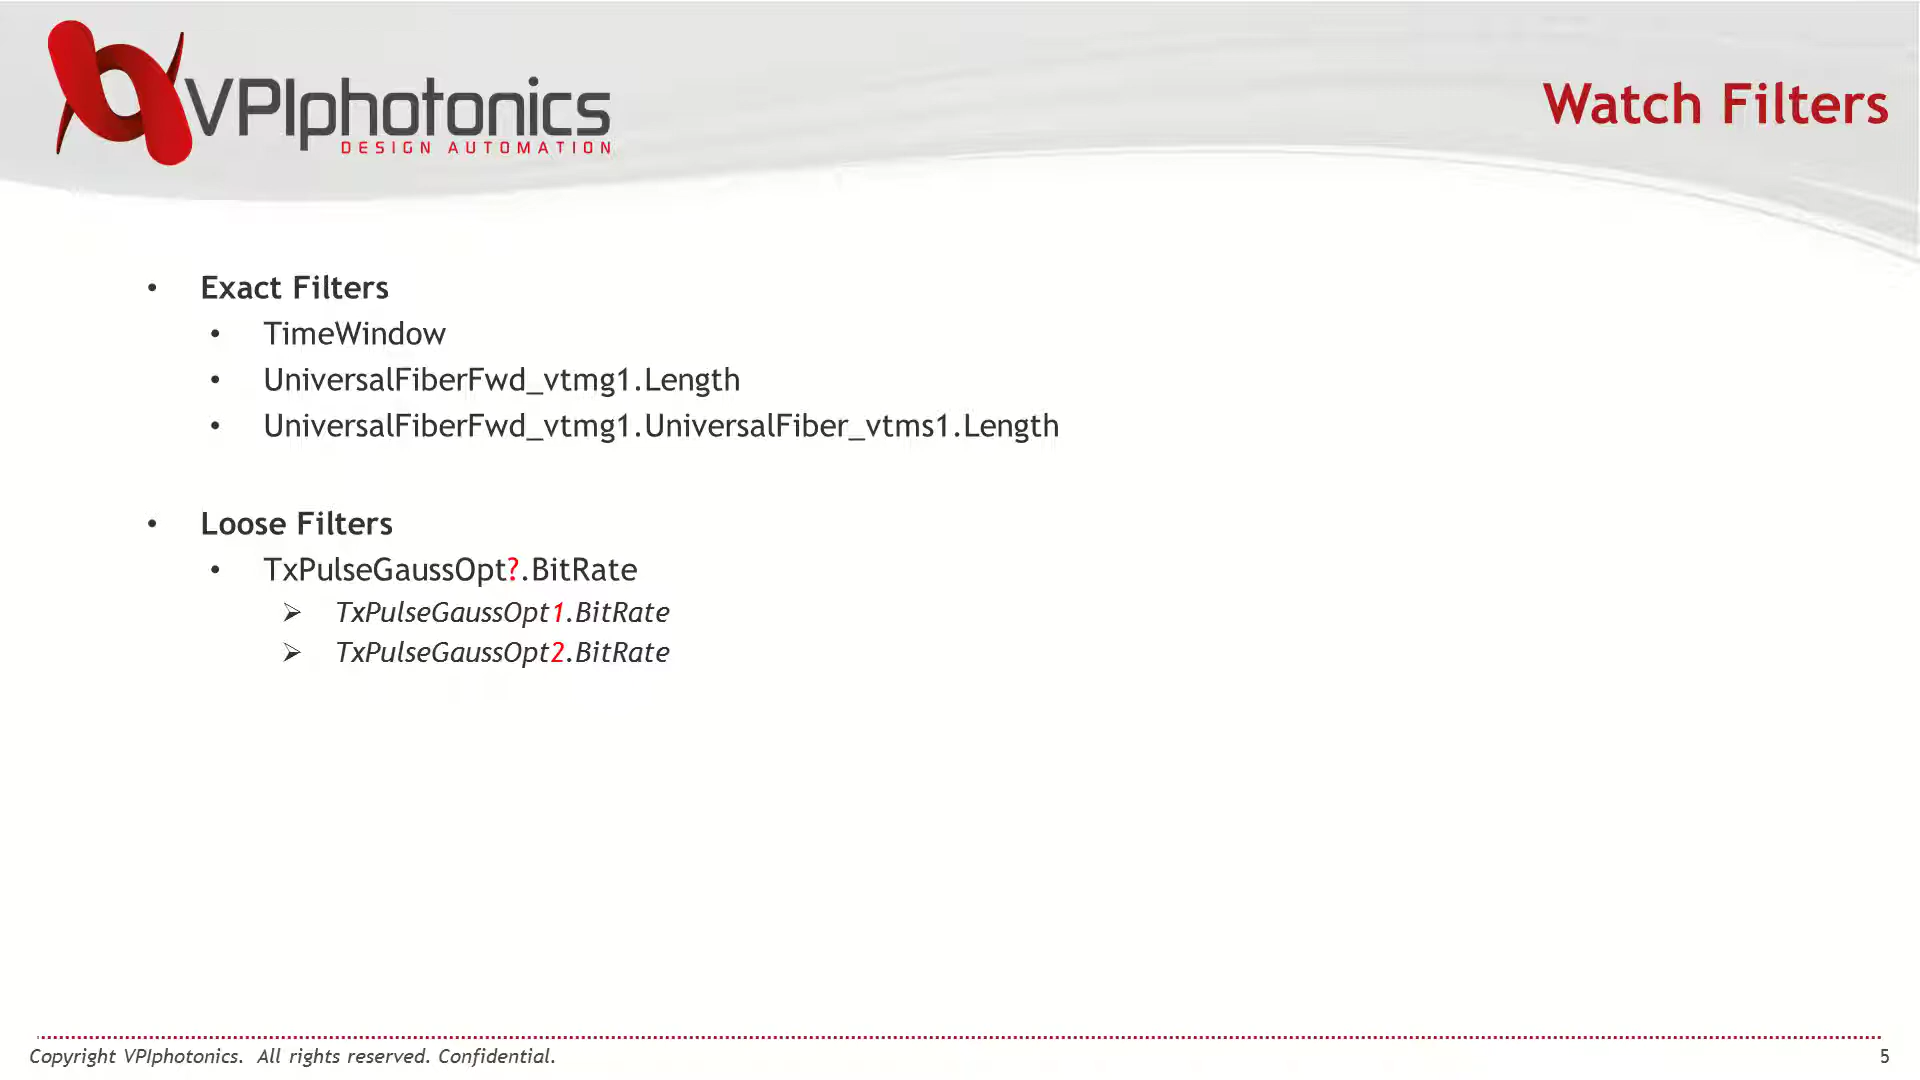 VPIphotonics
DESIGN AUTOMATION
Watch Filters
• Exact Filters
• TimeWindow
• UniversalFiberFwd_vtmg1.Length
• UniversalFiberFwd_vtmg1.UniversalFiber_vtms1.Length
• Loose Filters
• TxPulseGaussOpt?.BitRate
➢ TxPulseGaussOpt1.BitRate
➢ TxPulseGaussOpt2.BitRate
Copyright VPIphotonics. All rights reserved. Confidential.
5